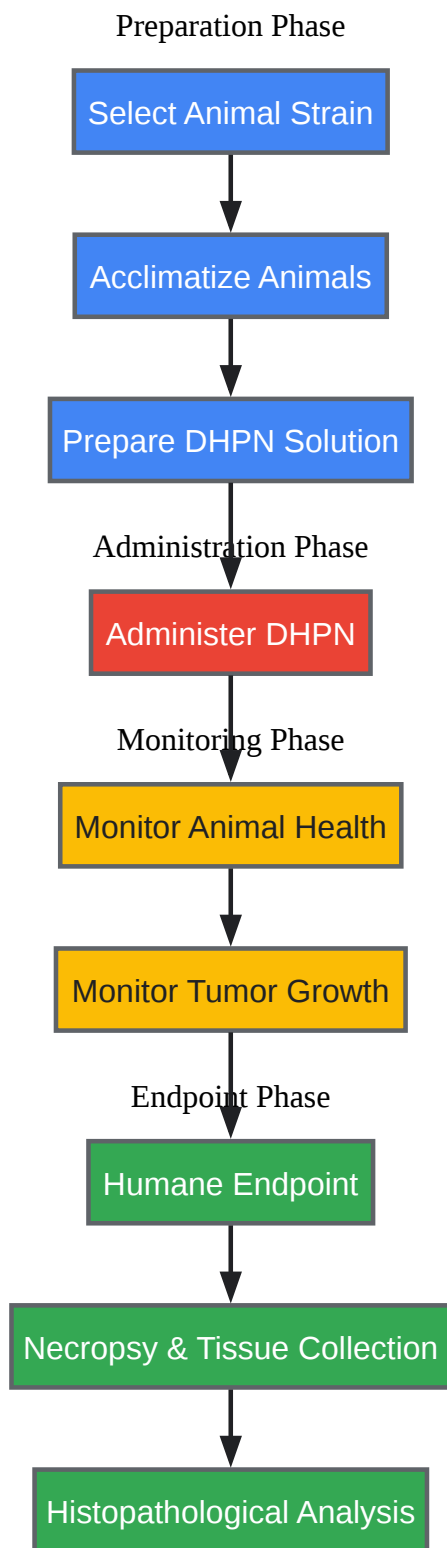 Preparation Phase
Select Animal Strain
Acclimatize Animals
Prepare DHPN Solution
Administration Phase
Administer DHPN
Monitoring Phase
Monitor Animal Health
Monitor Tumor Growth
Endpoint Phase
Humane Endpoint
Necropsy & Tissue Collection
Histopathological Analysis